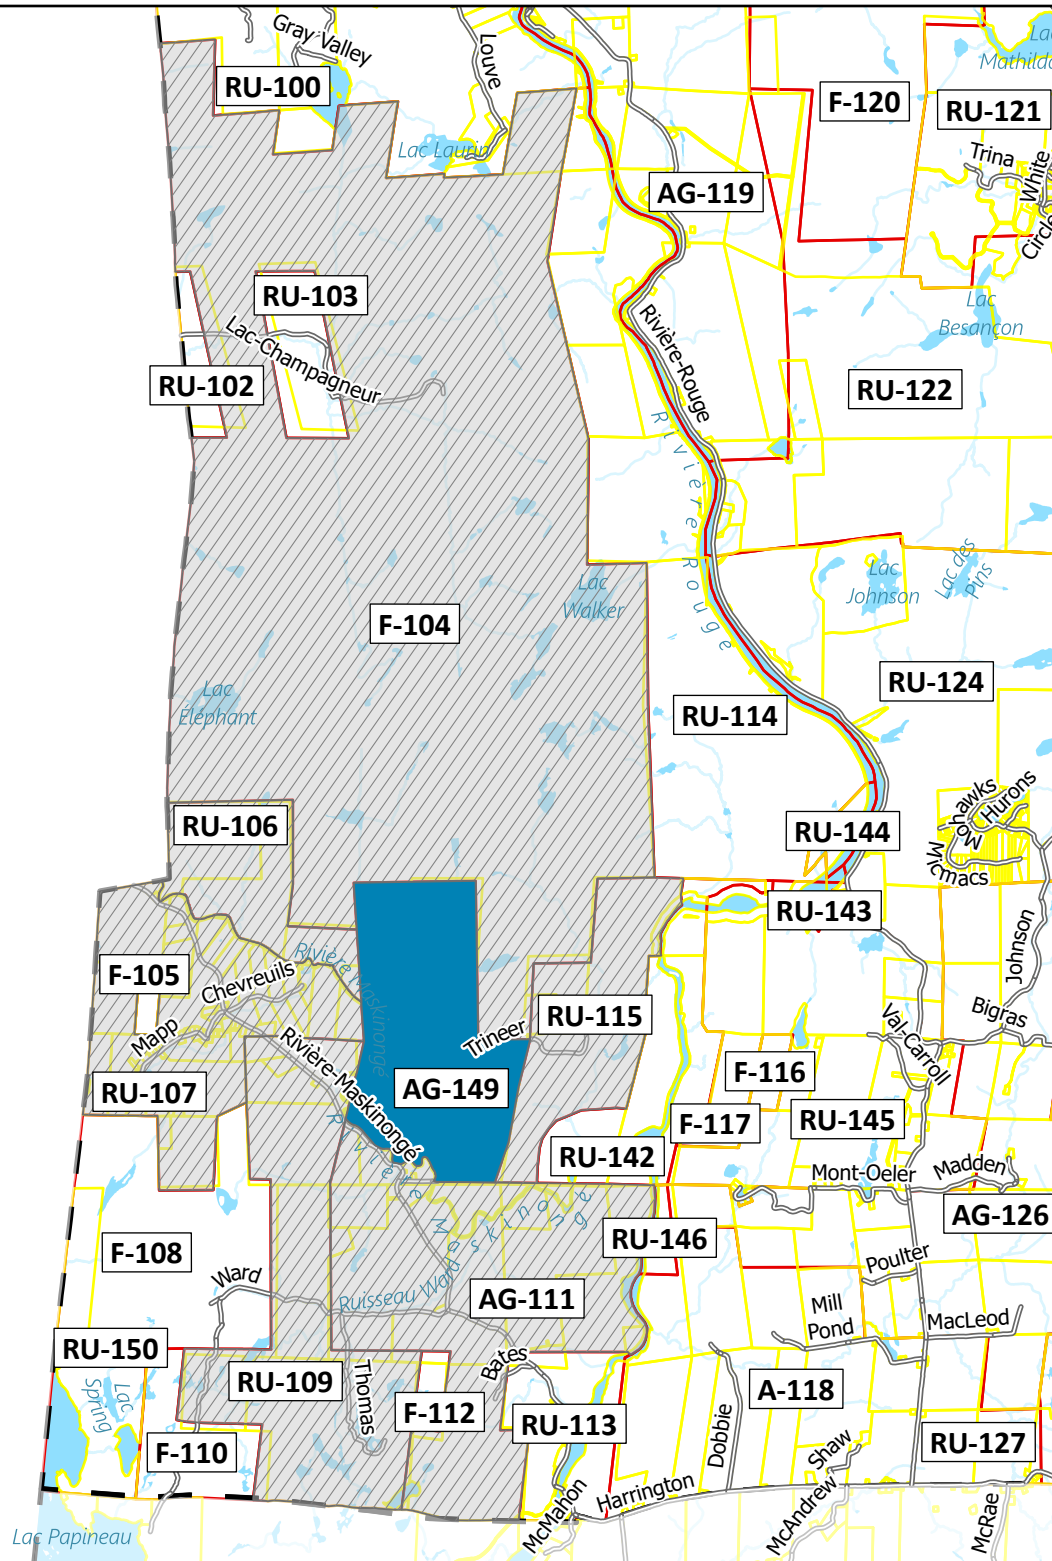 Gray Valley
Louve
Lac
Mathilda
RU-100
F-120
RU-121
Lac Laurin
Trina
White
Circle
AG-119
RU-103
Lac
Besançon
Lac-Champagneur
Rivière-Rouge
RU-102
RU-122
Rivière Rouge
Lac
Walker
Lac
Johnson
Lac des
Pins
F-104
Lac
Éléphant
RU-124
RU-114
RU-106
Mohawks
Hurons
Micmacs
RU-144
RU-143
Rivière Maskinongé
F-105
Chevreuils
Johnson
Mapp
Rivière-Maskinongé
Trineer
RU-115
Bigras
Val-Carroll
RU-107
AG-149
F-116
F-117
RU-145
RU-142
Mont-Oeler
Madden
Rivière Maskinongé
RU-146
AG-126
F-108
Poulter
Ward
Ruisseau Ward
AG-111
Mill
Pond
MacLeod
RU-150
Bates
Lac
Spring
RU-109
Thomas
A-118
F-112
RU-113
Dobbie
RU-127
F-110
Shaw
Harrington
McMahon
McAndrew
McRae
Lac Papineau